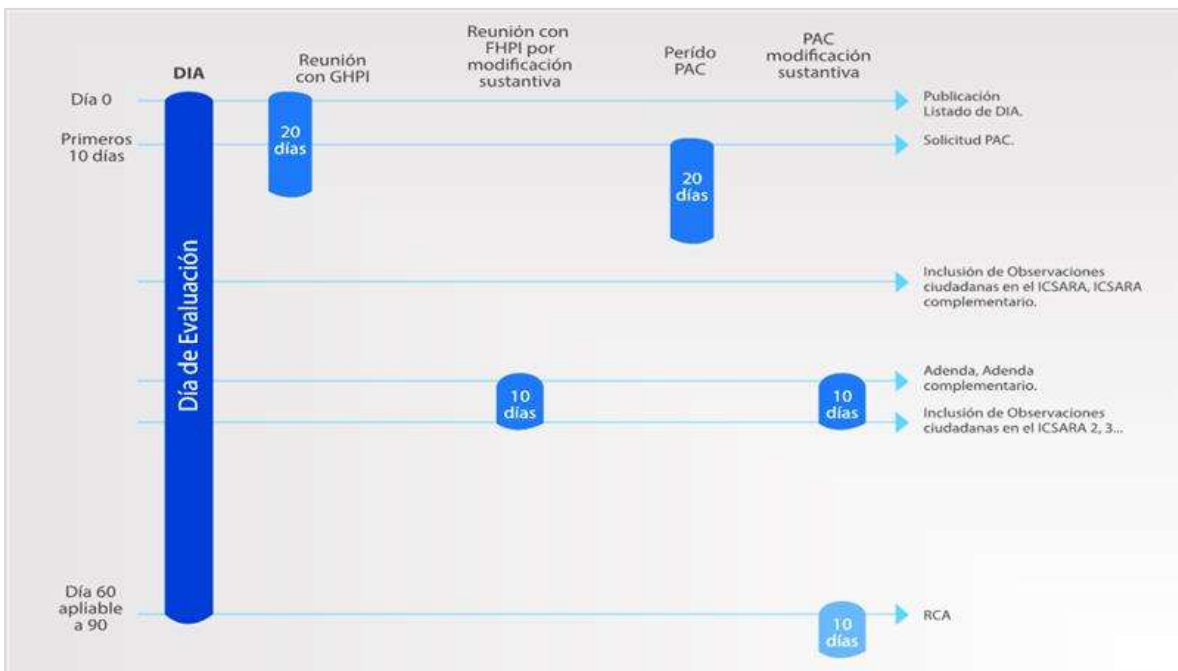 DIA
Reunión
con GHPI
Reunión con
FHPI por
modificación
sustantiva
Perído
PAC
PAC
modificación
sustantiva
Día 0
20
días
Publicación
Listado de DIA.
Primeros
10 días
Solicitud PAC.
20
días
Día de Evaluación
Inclusión de Observaciones
ciudadanas en el ICSARA, ICSARA
complementario.
10
días
10
días
Adenda, Adenda
complementario.
Inclusión de Observaciones
ciudadanas en el ICSARA 2, 3...
Día 60
apliable
a 90
10
días
RCA